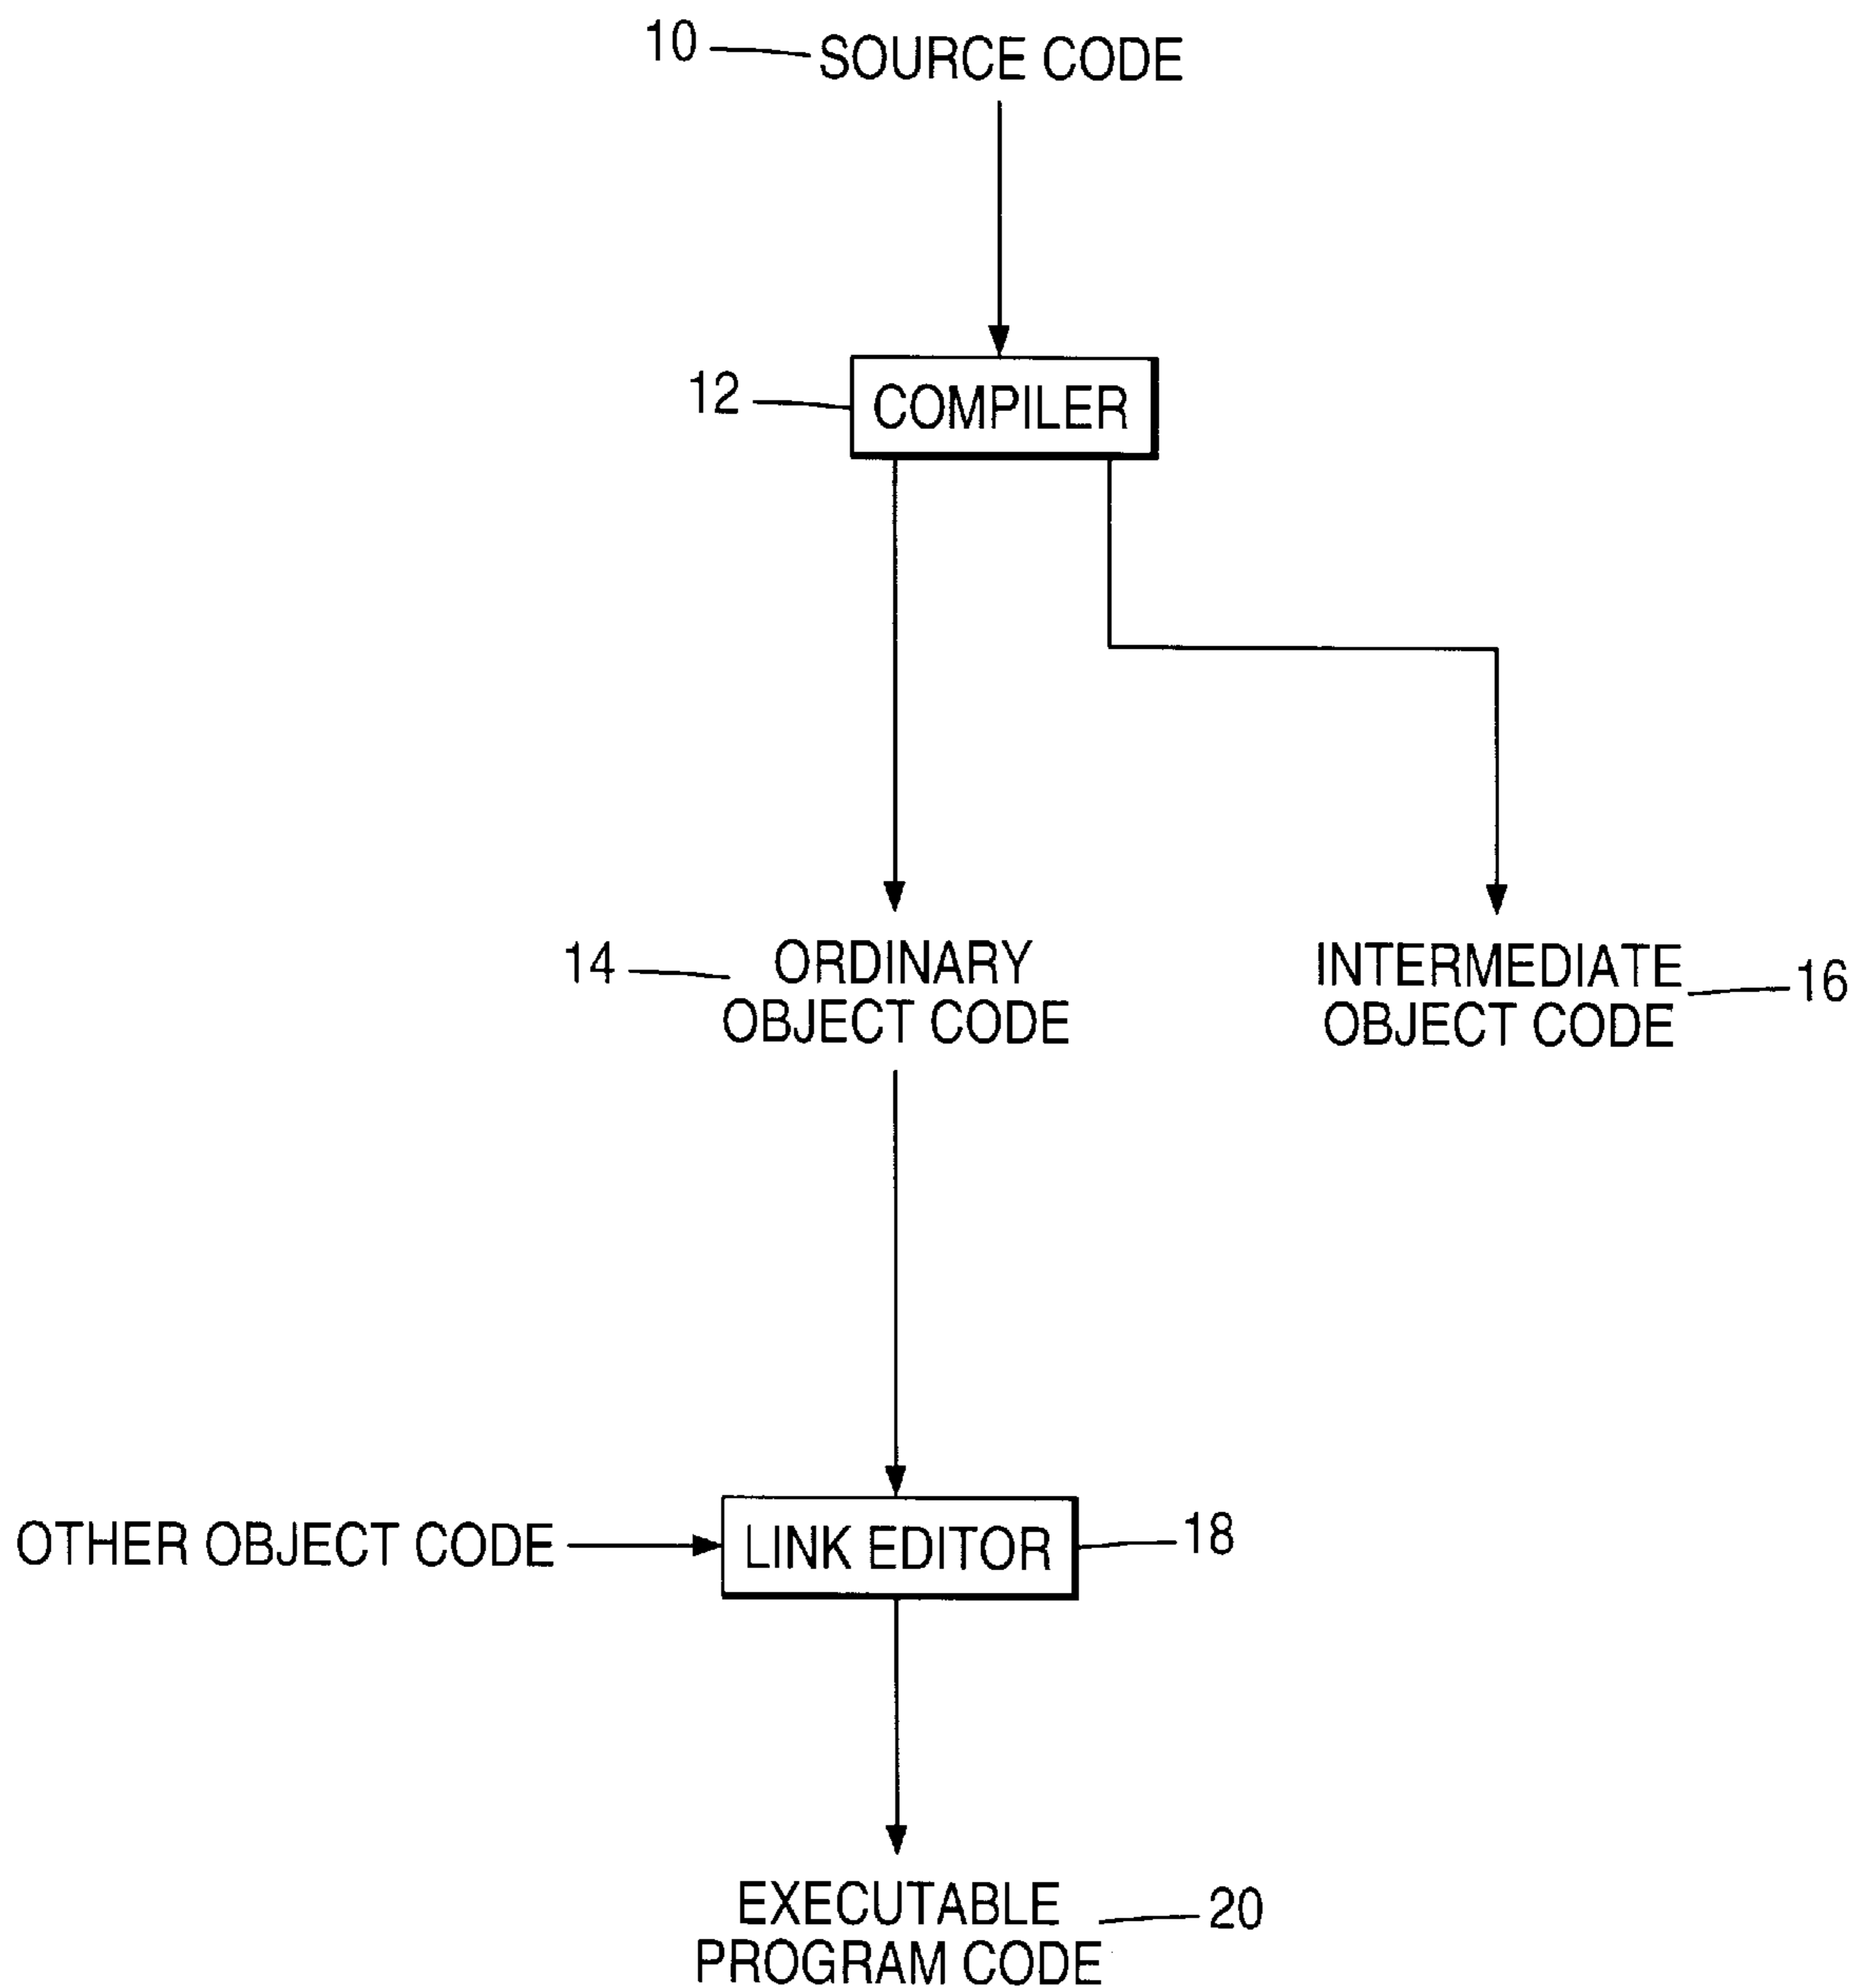 10 SOURCE CODE
12 COMPILER
14 ORDINARY
OBJECT CODE
INTERMEDIATE 16
OBJECT CODE
OTHER OBJECT CODE LINK EDITOR 18
EXECUTABLE 20
PROGRAM CODE